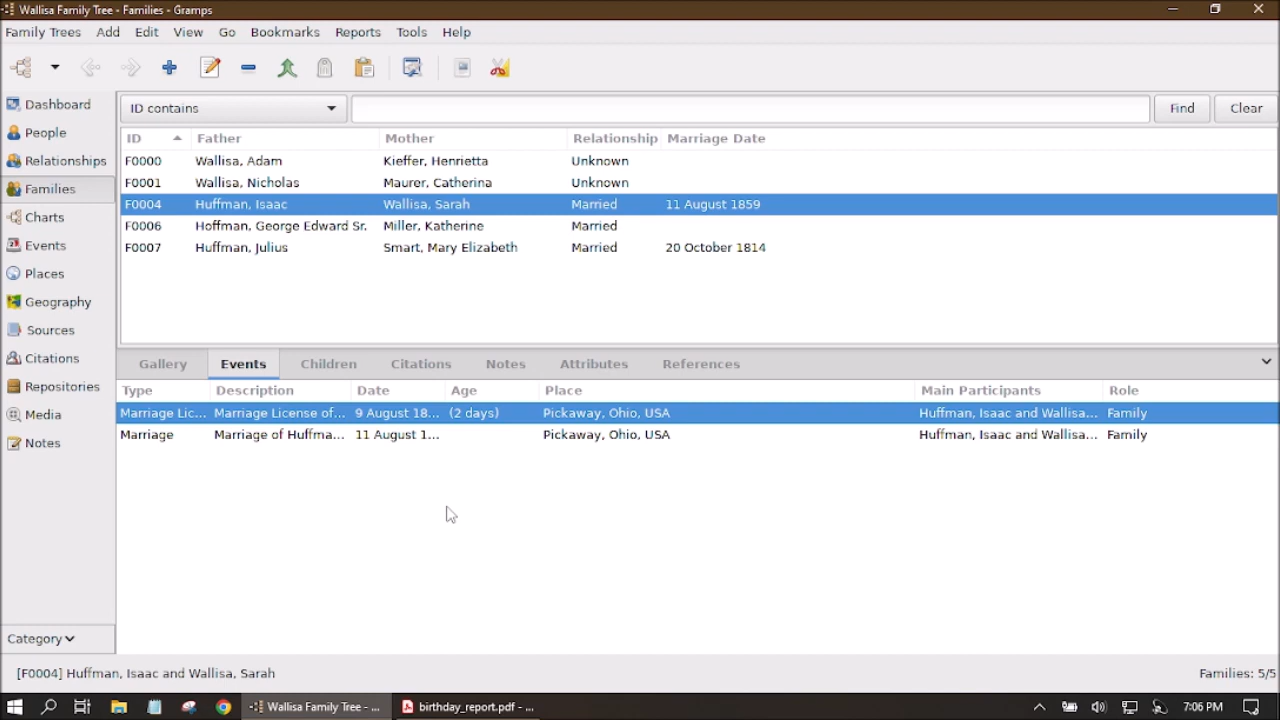 Wallisa Family Tree - Families - Gramps
Family Trees Add Edit View Go Bookmarks Reports Tools Help
Dashboard
People
Relationships
Families
Charts
Events
Places
Geography
Sources
Citations
Repositories
Media
Notes
Category
ID contains Find Clear
ID Father Mother Relationship Marriage Date
F0000 Wallisa, Adam Kieffer, Henrietta Unknown
F0001 Wallisa, Nicholas Maurer, Catherina Unknown
F0004 Huffman, Isaac Wallisa, Sarah Married 11 August 1859
F0006 Hoffman, George Edward Sr. Miller, Katherine Married
F0007 Huffman, Julius Smart, Mary Elizabeth Married 20 October 1814
Gallery Events Children Citations Notes Attributes References
Type Description Date Age Place Main Participants Role
Marriage Lic... Marriage License of... 9 August 18... (2 days) Pickaway, Ohio, USA Huffman, Isaac and Wallisa... Family
Marriage Marriage of Huffma... 11 August 1... Pickaway, Ohio, USA Huffman, Isaac and Wallisa... Family
[F0004] Huffman, Isaac and Wallisa, Sarah Families: 5/5
Wallisa Family Tree - ... birthday_report.pdf - ... 7:06 PM